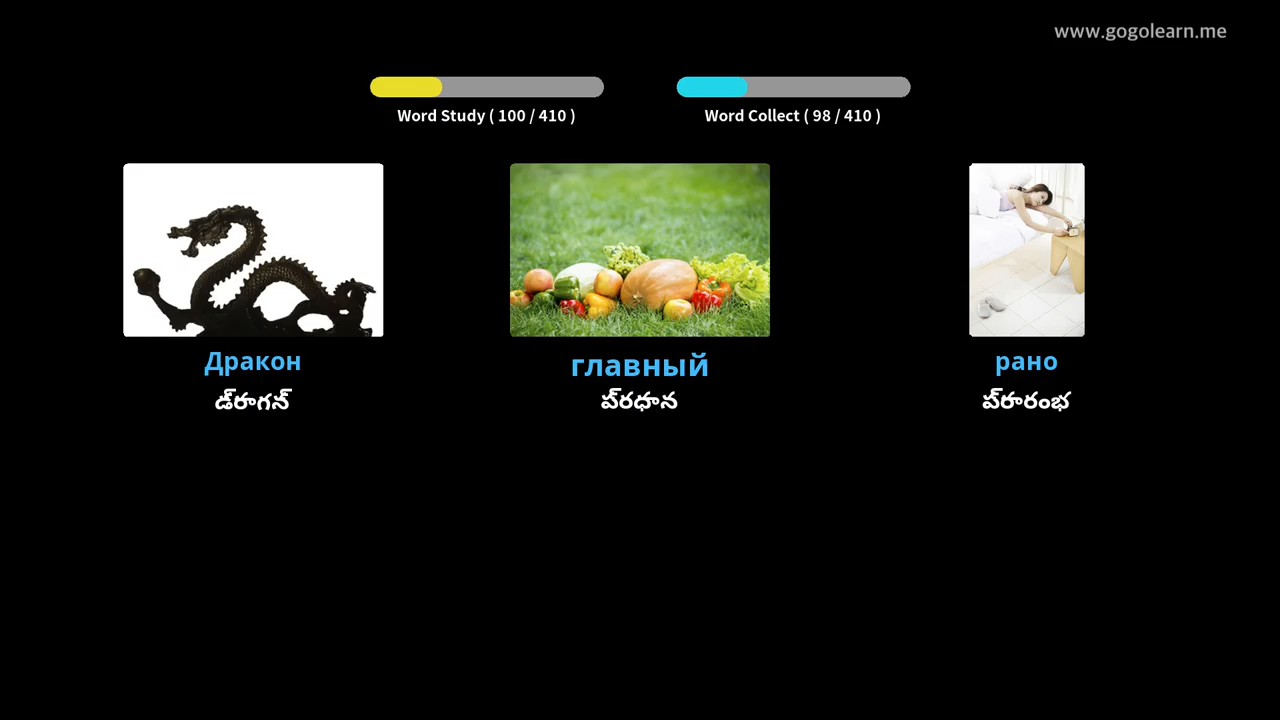 www.gogolearn.me
Word Study ( 100 / 410 )
Word Collect ( 98 / 410 )
Дракон
главный
рано
డ్రాగన్
ప్రధాన
ప్రారంభ